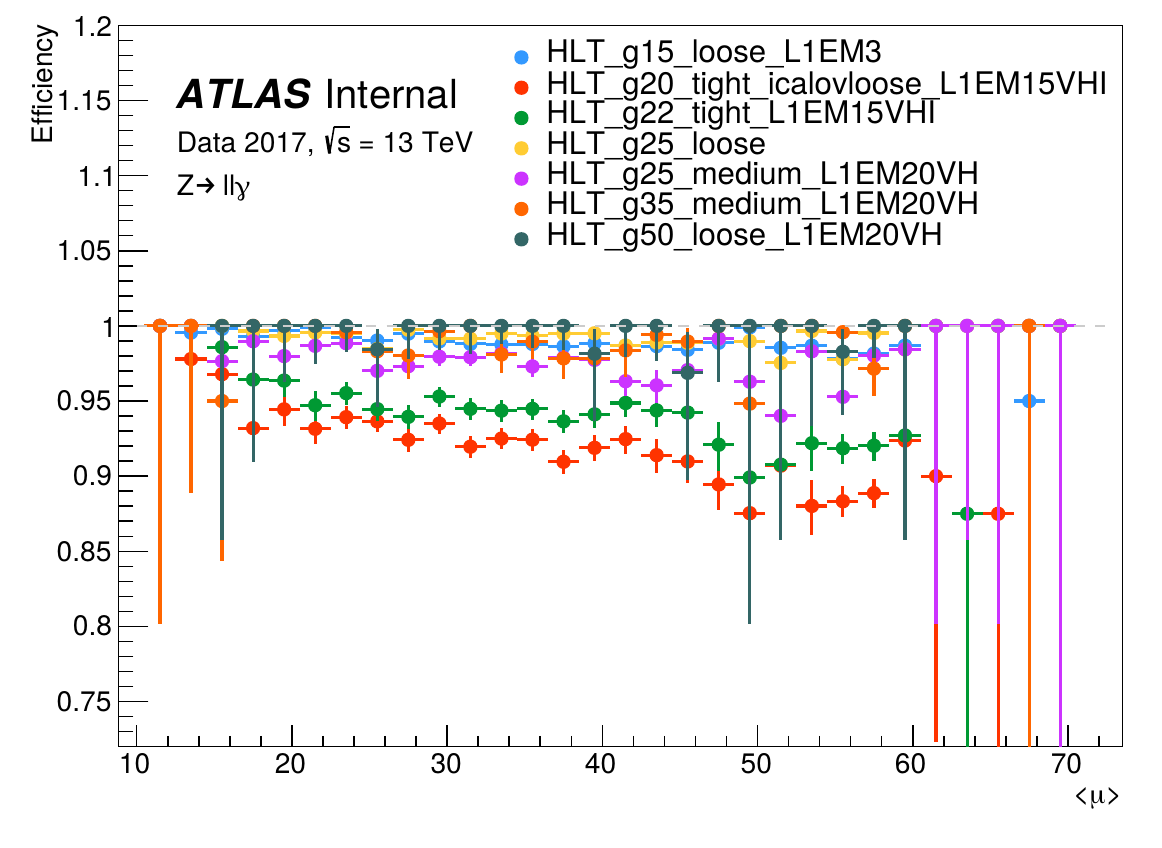 Efficiency
1.2
1.15
1.1
1.05
1
0.95
0.9
0.85
0.8
0.75
ATLAS Internal
Data 2017, √s = 13 TeV
Z→ llγ
HLT_g15_loose_L1EM3
HLT_g20_tight_icalovloose_L1EM15VHI
HLT_g22_tight_L1EM15VHI
HLT_g25_loose
HLT_g25_medium_L1EM20VH
HLT_g35_medium_L1EM20VH
HLT_g50_loose_L1EM20VH
10 20 30 40 50 60 70
<μ>